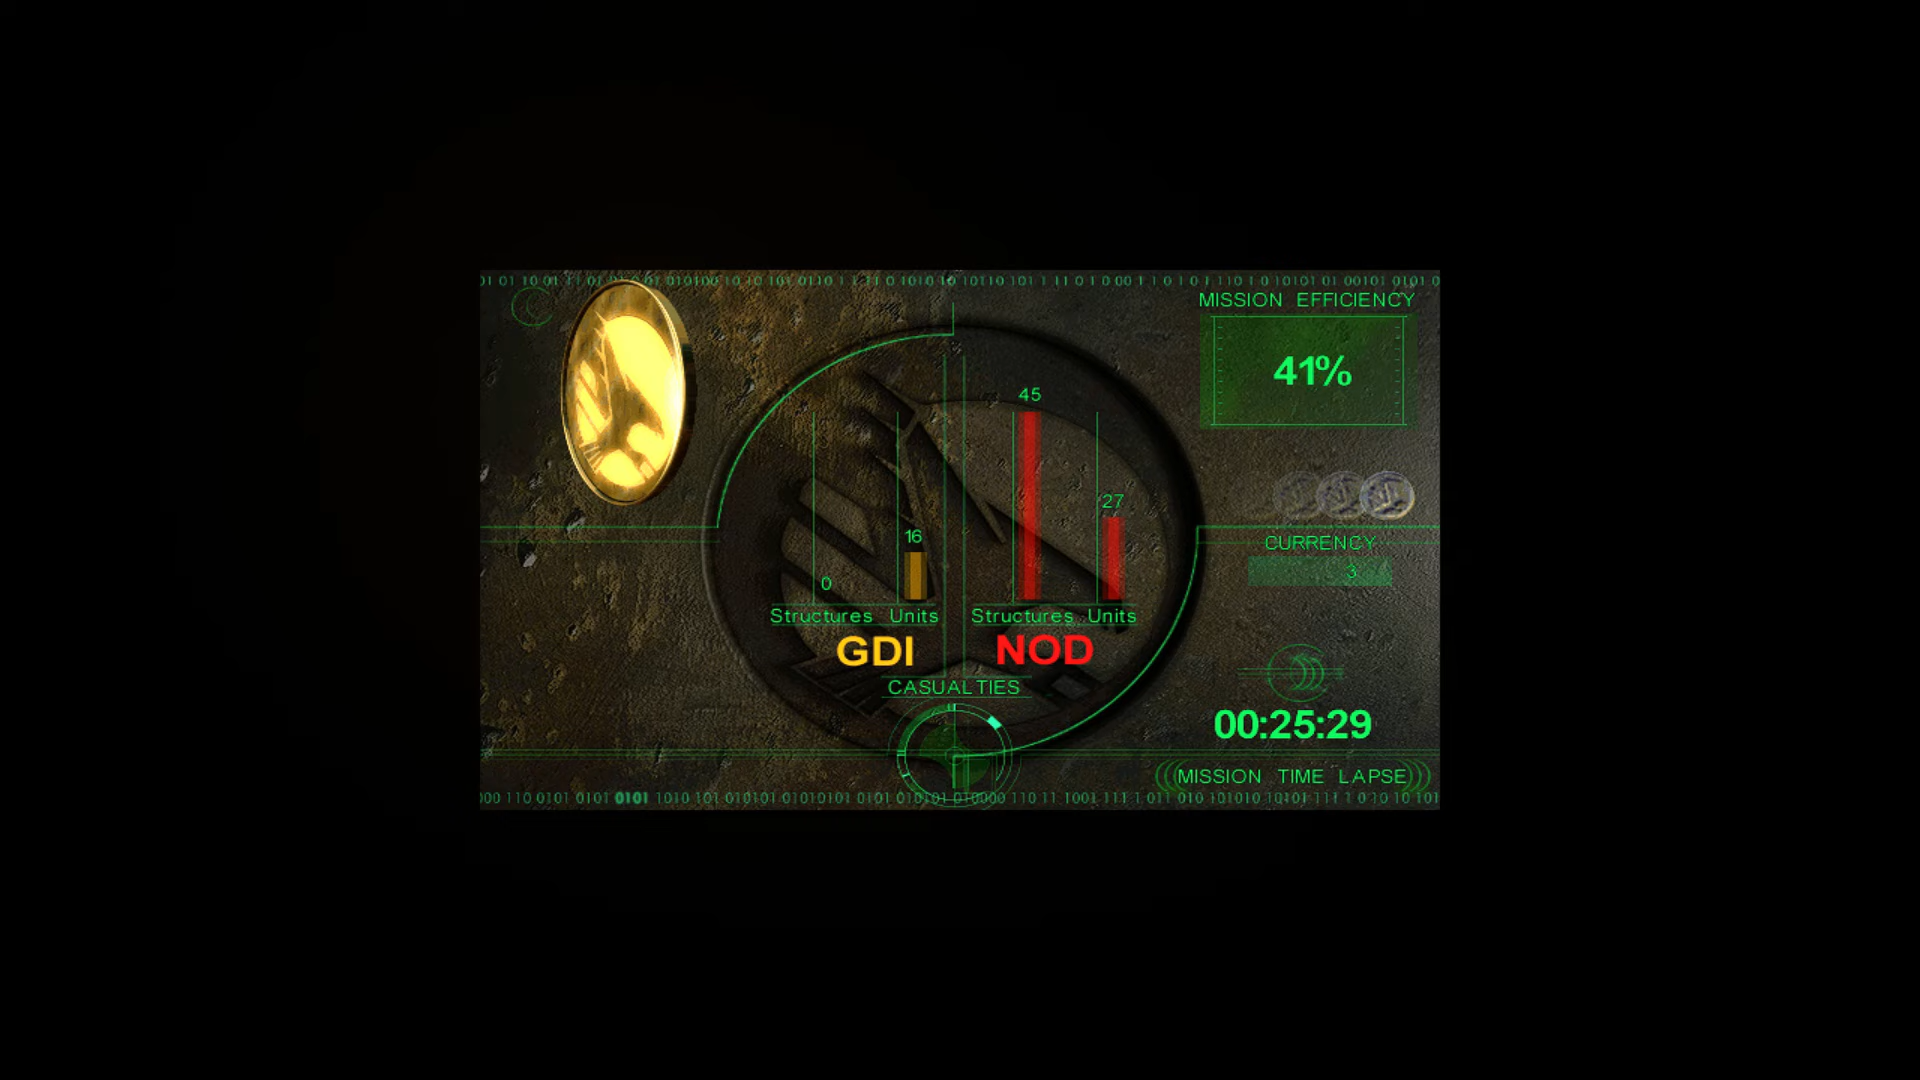 MISSION EFFICIENCY
41%
45
27
16
0
CURRENCY
3
Structures Units
Structures Units
GDI
NOD
CASUALTIES
00:25:29
MISSION TIME LAPSE